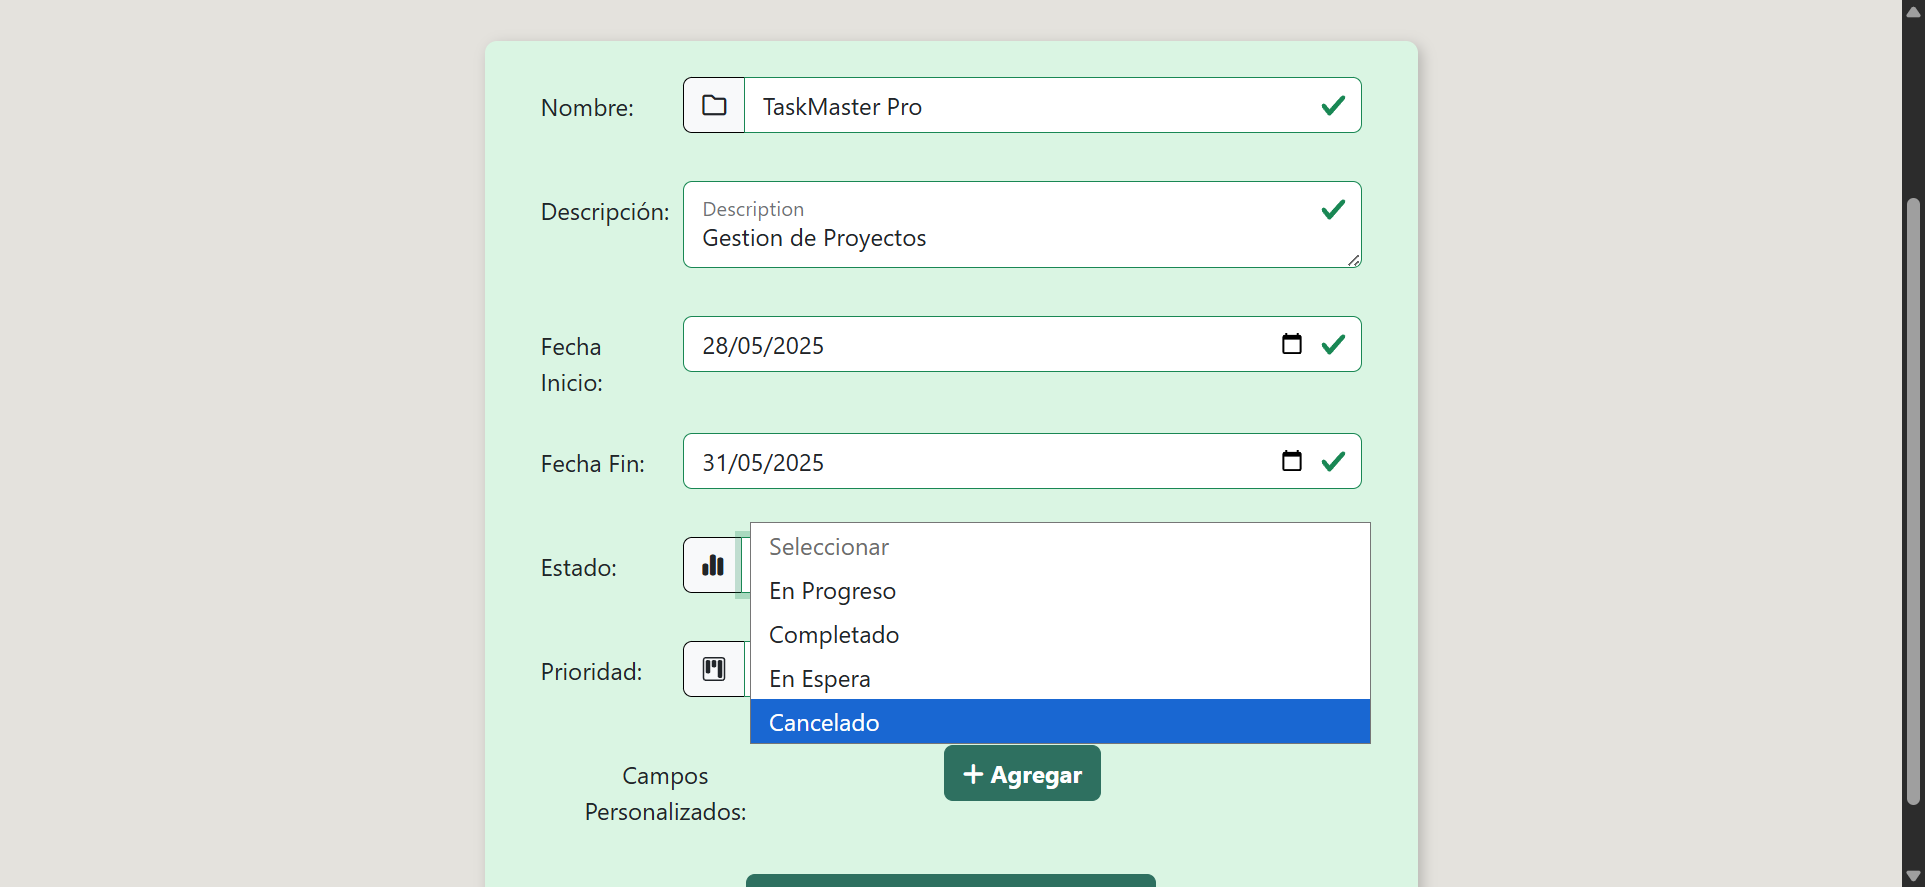 Nombre:
TaskMaster Pro
Descripción:
Description
Gestion de Proyectos
Fecha
Inicio:
28/05/2025
Fecha Fin:
31/05/2025
Estado:
Seleccionar
En Progreso
Completado
En Espera
Cancelado
Prioridad:
Campos
Personalizados:
+ Agregar